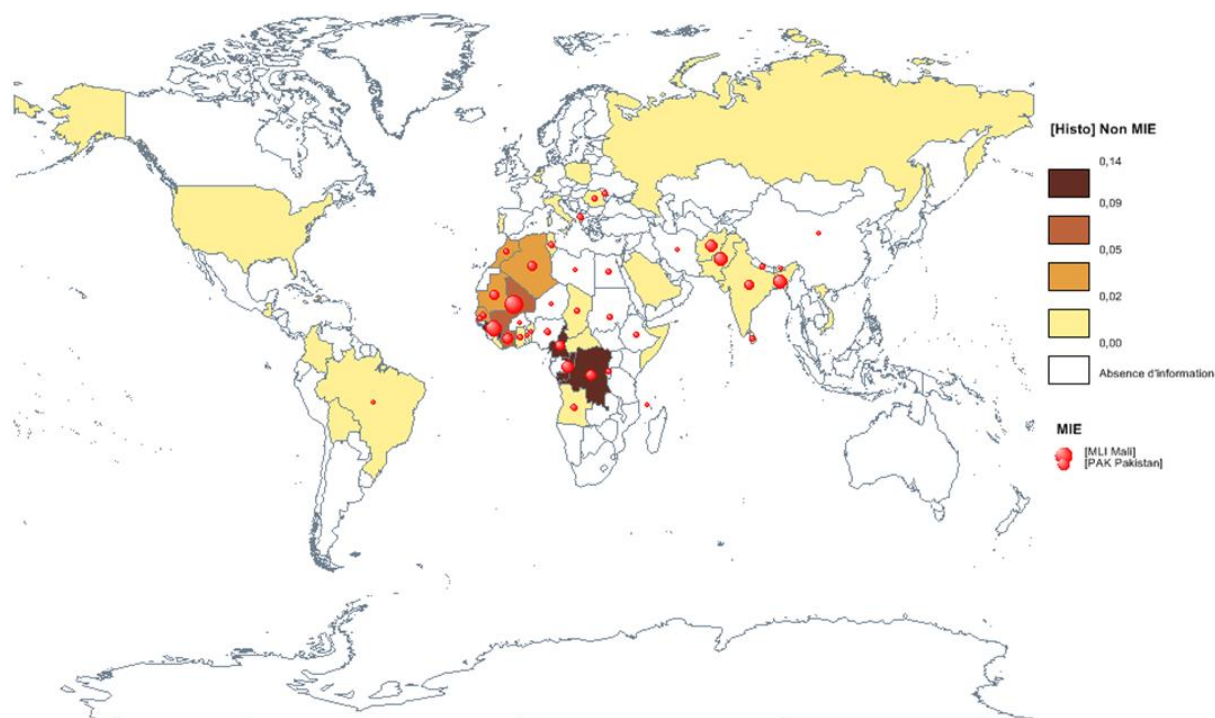 [Histo] Non MIE
0,14
0,09
0,05
0,02
0,00
Absence d'information
MIE
[MLI Mali]
[PAK Pakistan]